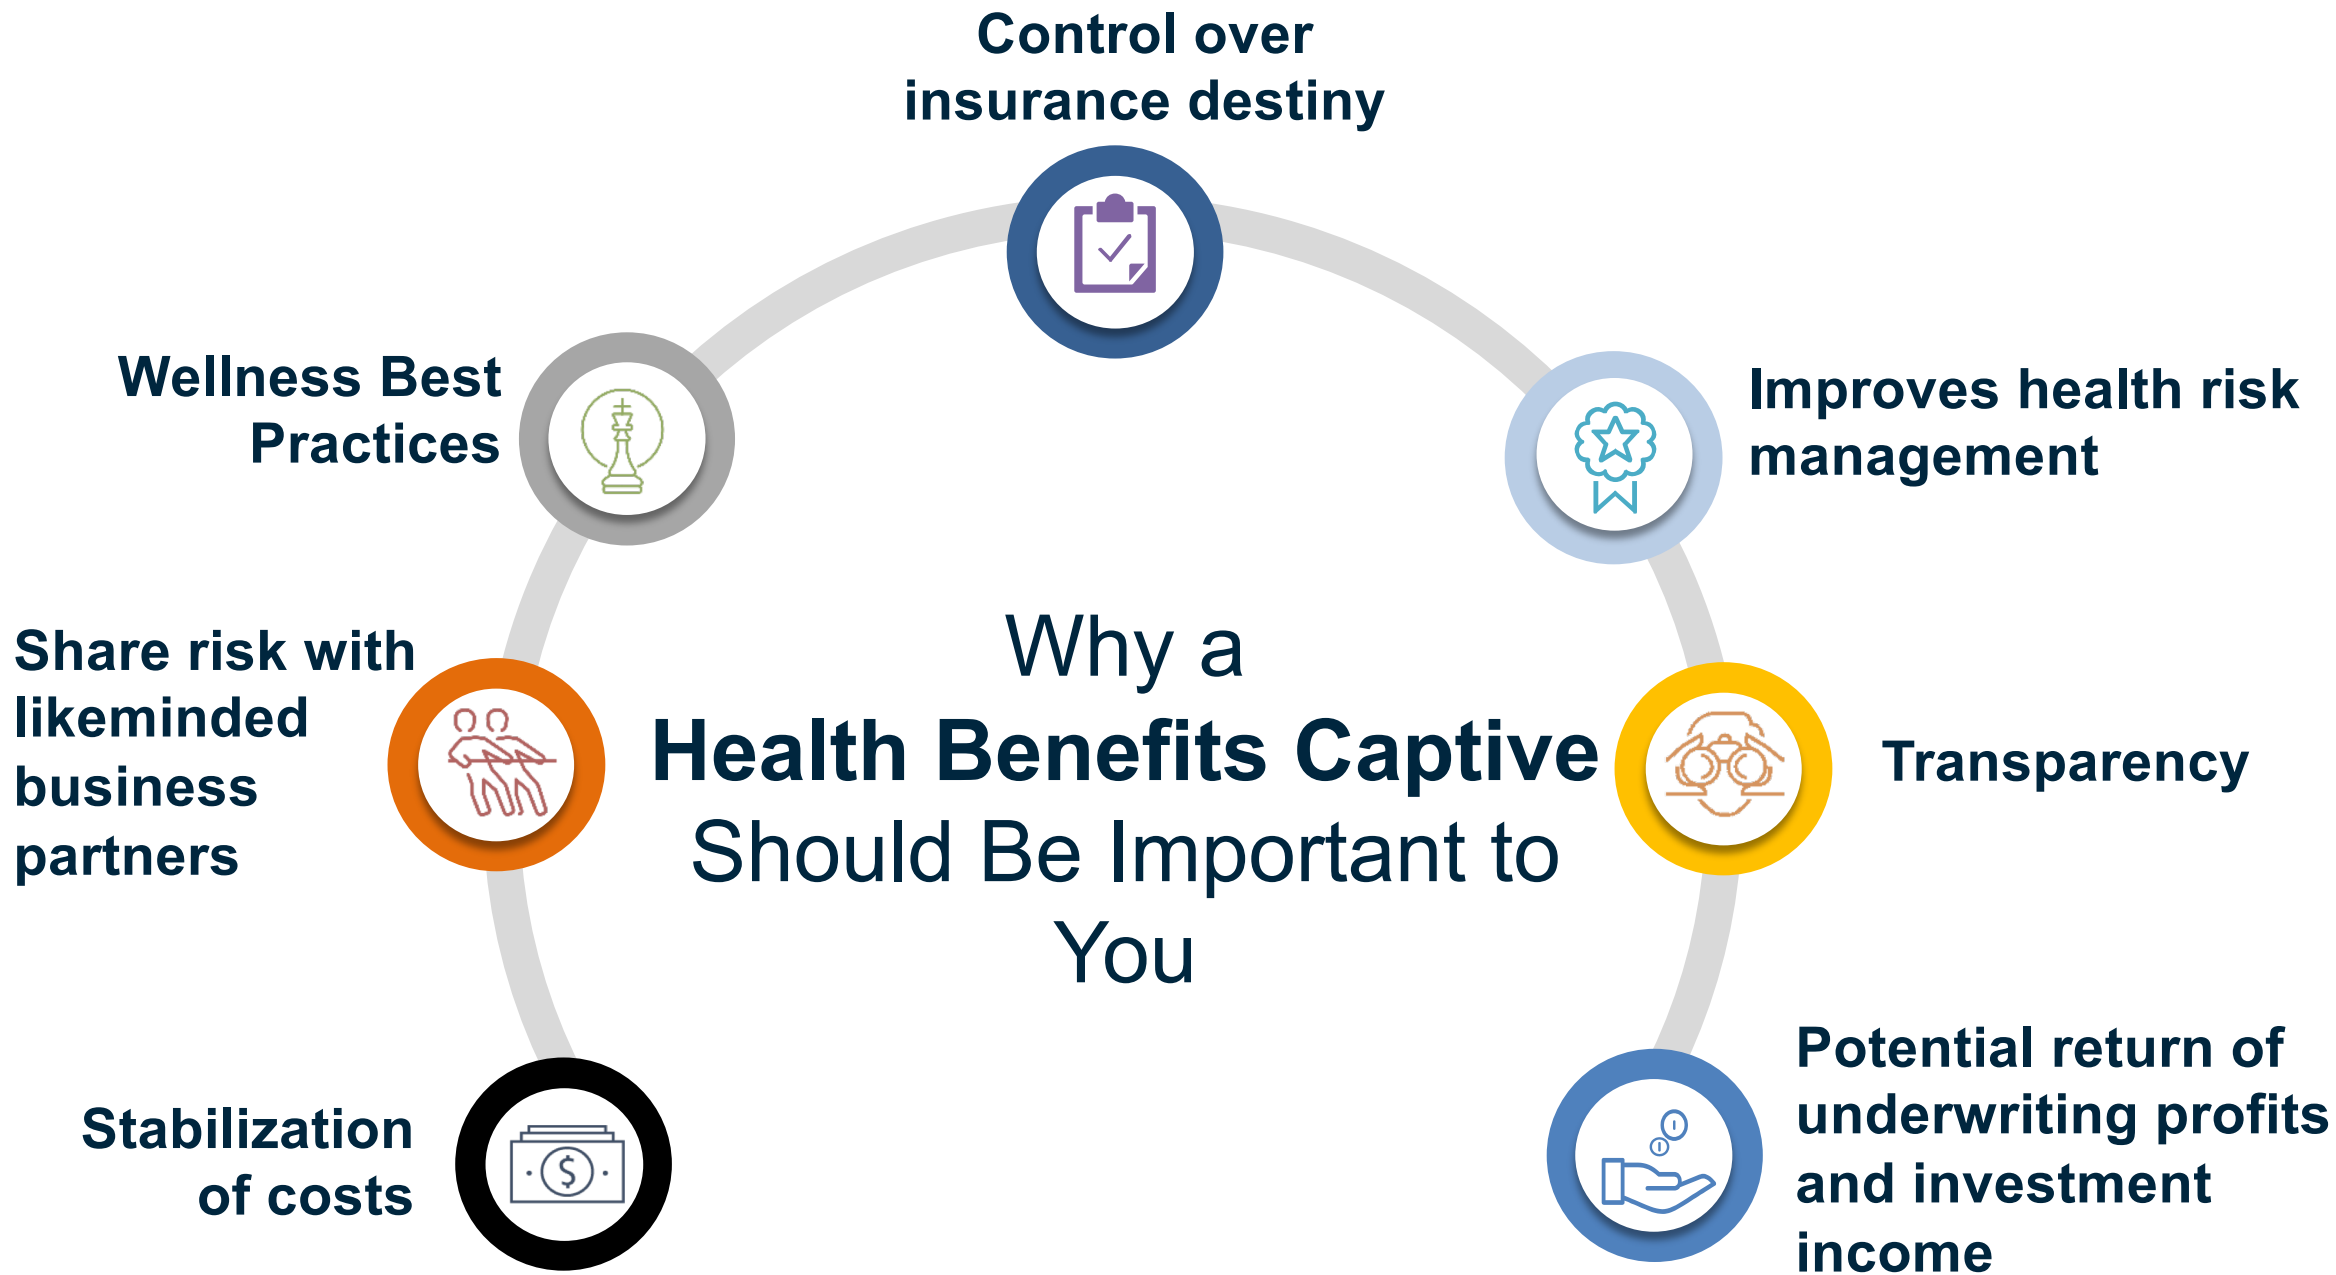 Control over
insurance destiny
Wellness Best
Practices
Improves health risk
management
Share risk with
likeminded
business
partners
Why a
Health Benefits Captive
Should Be Important to
You
Transparency
Stabilization
of costs
Potential return of
underwriting profits
and investment
income
$